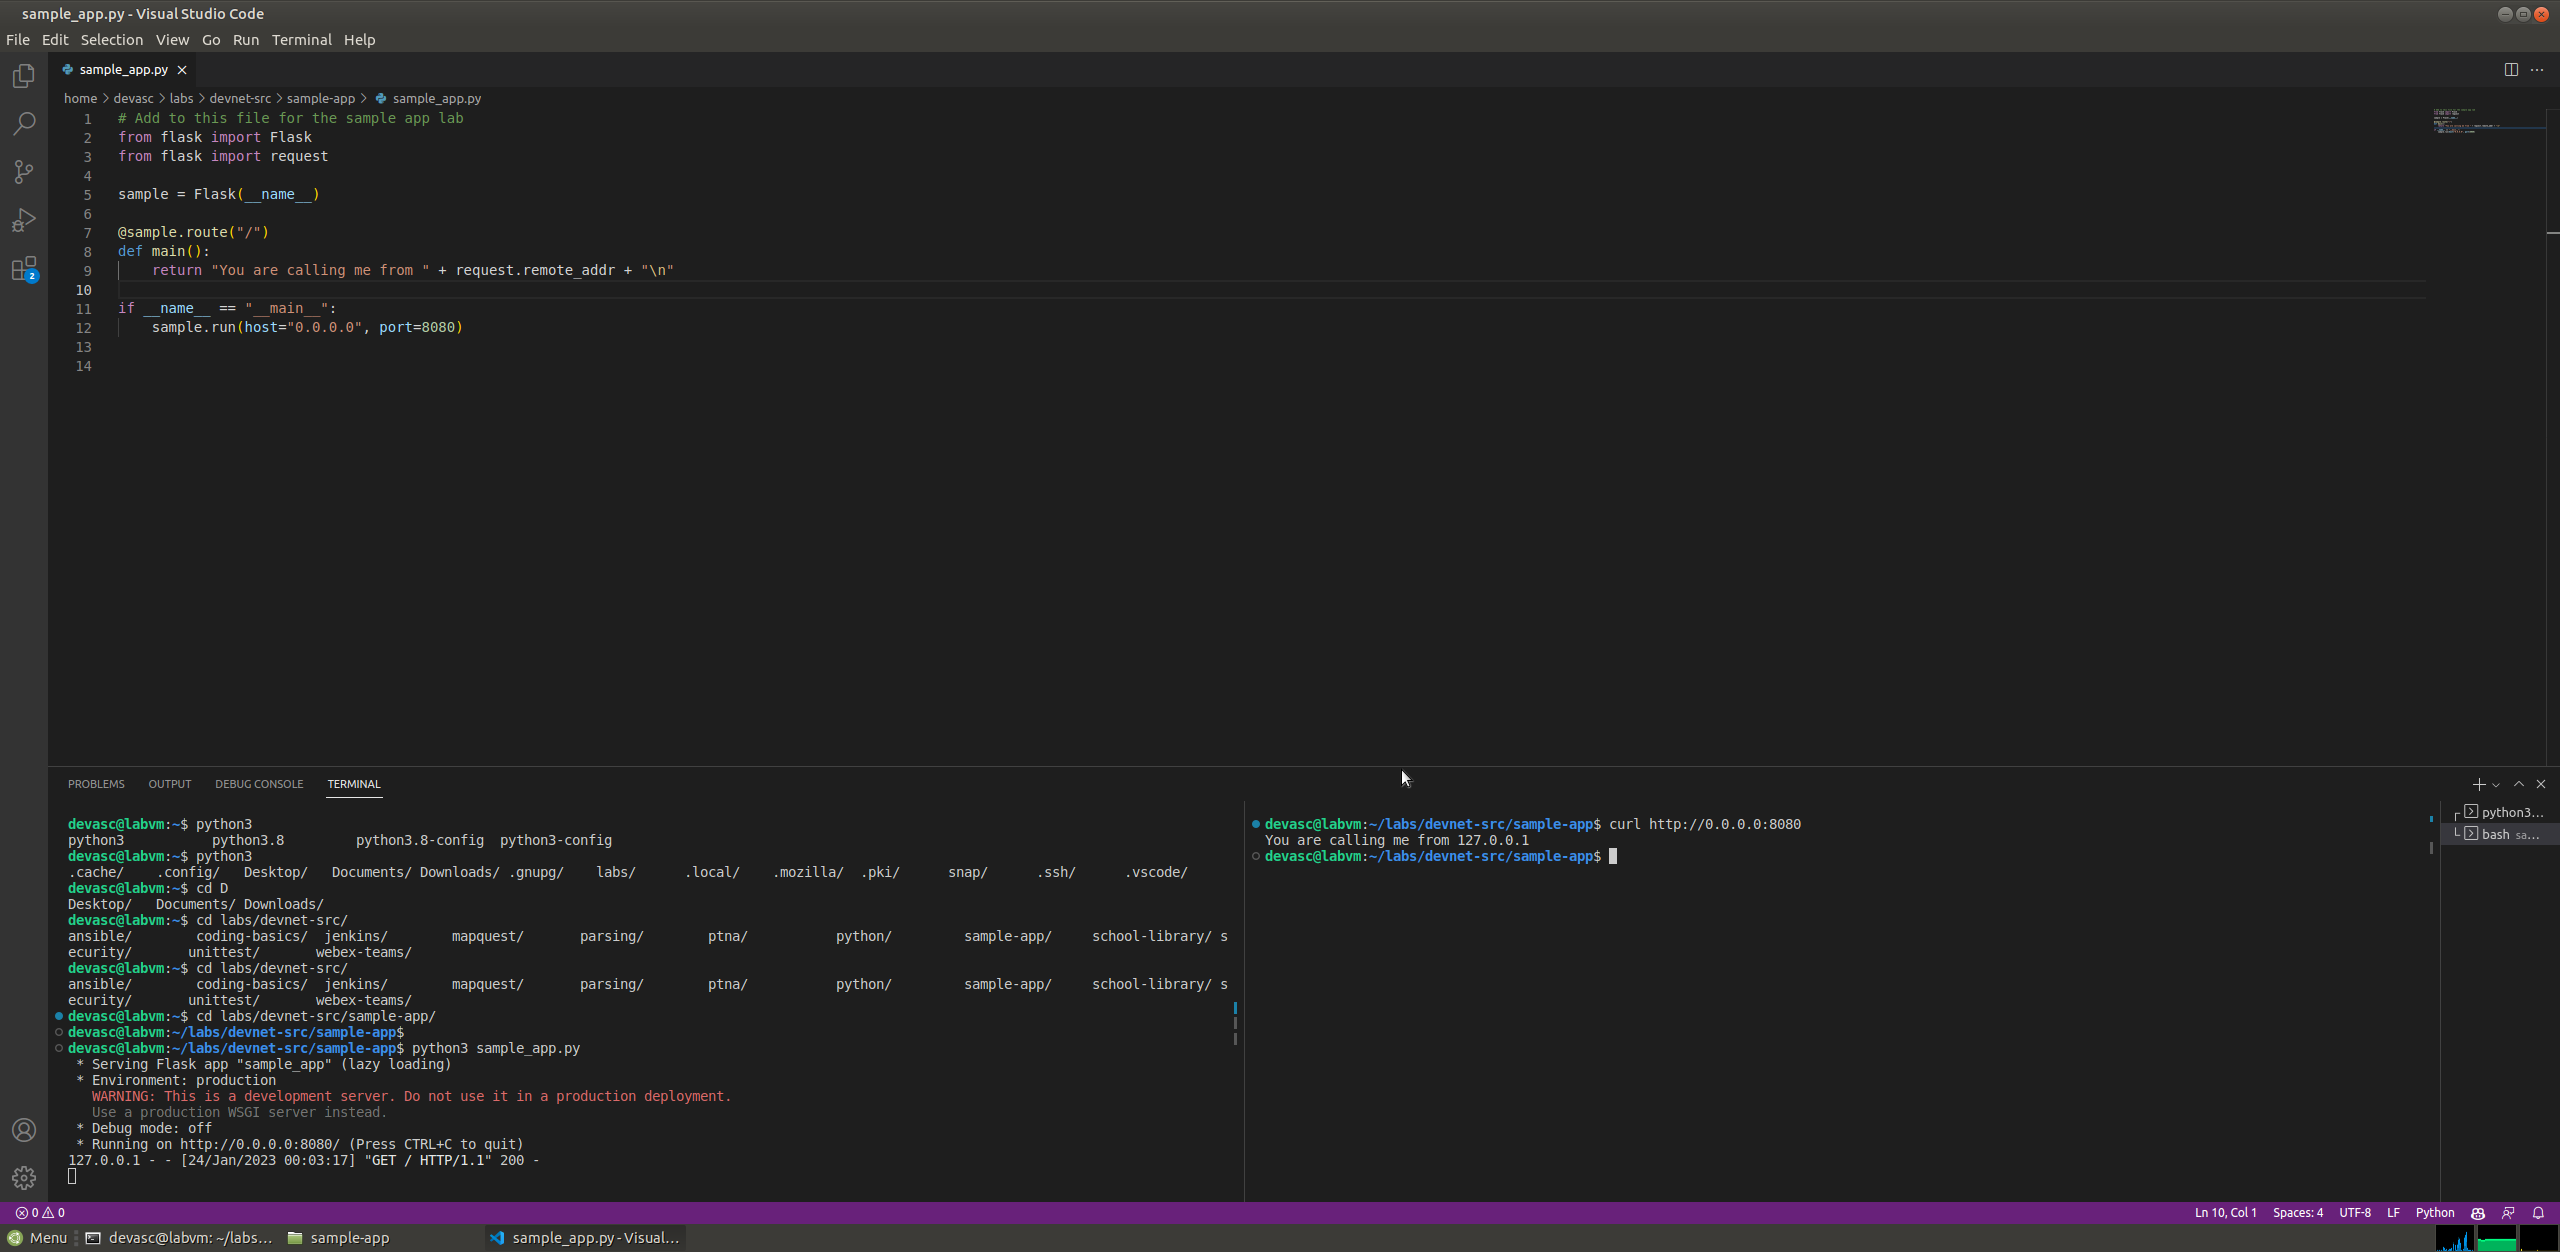 sample_app.py - Visual Studio Code
File Edit Selection View Go Run Terminal Help
sample_app.py
home > devasc > labs > devnet-src > sample-app > sample_app.py
1 # Add to this file for the sample app lab
2 from flask import Flask
3 from flask import request
4
5 sample = Flask(__name__)
6
7 @sample.route("/")
8 def main():
9 return "You are calling me from " + request.remote_addr + "\n"
10
11 if __name__ == "__main__":
12 sample.run(host="0.0.0.0", port=8080)
13
14
2
PROBLEMS OUTPUT DEBUG CONSOLE TERMINAL
devasc@labvm:~$ python3
python3 python3.8 python3.8-config python3-config
devasc@labvm:~$ python3
.cache/ .config/ Desktop/ Documents/ Downloads/ .gnupg/ labs/ .local/ .mozilla/ .pki/ snap/ .ssh/ .vscode/
devasc@labvm:~$ cd D
Desktop/ Documents/ Downloads/
devasc@labvm:~$ cd labs/devnet-src/
ansible/ coding-basics/ jenkins/ mapquest/ parsing/ ptna/ python/ sample-app/ school-library/ s
ecurity/ unittest/ webex-teams/
devasc@labvm:~$ cd labs/devnet-src/
ansible/ coding-basics/ jenkins/ mapquest/ parsing/ ptna/ python/ sample-app/ school-library/ s
ecurity/ unittest/ webex-teams/
devasc@labvm:~$ cd labs/devnet-src/sample-app/
devasc@labvm:~/labs/devnet-src/sample-app$
devasc@labvm:~/labs/devnet-src/sample-app$ python3 sample_app.py
* Serving Flask app "sample_app" (lazy loading)
* Environment: production
WARNING: This is a development server. Do not use it in a production deployment.
Use a production WSGI server instead.
* Debug mode: off
* Running on http://0.0.0.0:8080/ (Press CTRL+C to quit)
127.0.0.1 - - [24/Jan/2023 00:03:17] "GET / HTTP/1.1" 200 -
devasc@labvm:~/labs/devnet-src/sample-app$ curl http://0.0.0.0:8080
You are calling me from 127.0.0.1
devasc@labvm:~/labs/devnet-src/sample-app$
python3...
bash sa...
0 0
Ln 10, Col 1 Spaces: 4 UTF-8 LF Python
Menu devasc@labvm: ~/labs... sample-app sample_app.py - Visual...